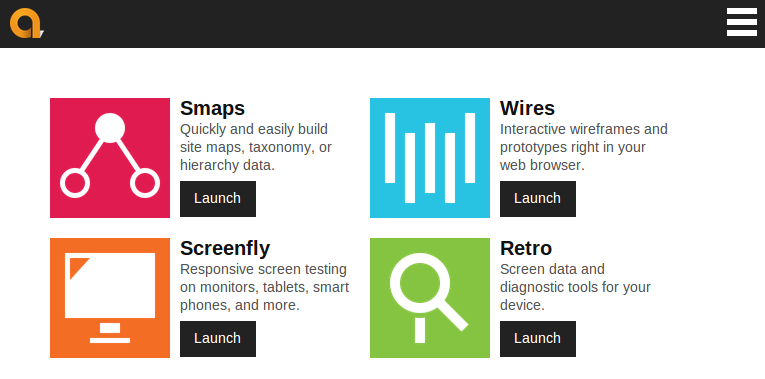 Smaps
Quickly and easily build
site maps, taxonomy, or
hierarchy data.
Launch
Wires
Interactive wireframes and
prototypes right in your
web browser.
Launch
Screenfly
Responsive screen testing
on monitors, tablets, smart
phones, and more.
Launch
Retro
Screen data and
diagnostic tools for your
device.
Launch